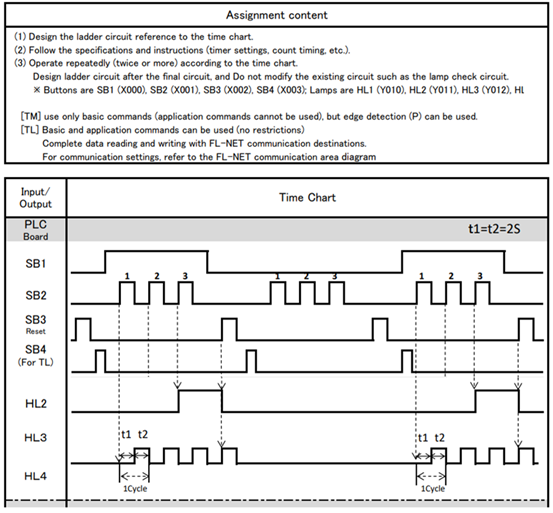 Assignment content
(1) Design the ladder circuit reference to the time chart.
(2) Follow the specifications and instructions (timer settings, count timing, etc.).
(3) Operate repeatedly (twice or more) according to the time chart.
Design ladder circuit after the final circuit, and Do not modify the existing circuit such as the lamp check circuit.
※ Buttons are SB1 (X000), SB2 (X001), SB3 (X002), SB4 (X003); Lamps are HL1 (Y010), HL2 (Y011), HL3 (Y012), HL
[TM] use only basic commands (application commands cannot be used), but edge detection (P) can be used.
[TL] Basic and application commands can be used (no restrictions)
Complete data reading and writing with FL-NET communication destinations.
For communication settings, refer to the FL-NET communication area diagram
Input/
Output
Time Chart
PLC
Board
t1=t2=2S
SB1
1 2 3 1 2 3 1 2 3
SB2
SB3
Reset
SB4
(For TL)
HL2
HL3
t1 t2 t1 t2
HL4
1Cycle 1Cycle